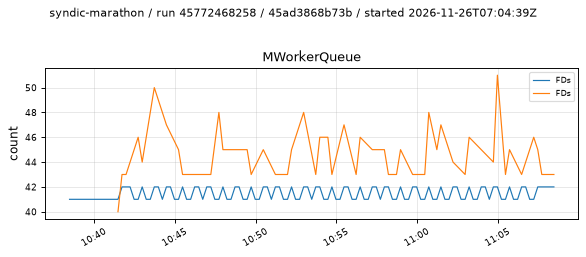 syndic-marathon / run 45772468258 / 45ad3868b73b / started 2026-11-26T07:04:39Z
MWorkerQueue
FDs
FDs
count
50
48
46
44
42
40
10:40
10:45
10:50
10:55
11:00
11:05